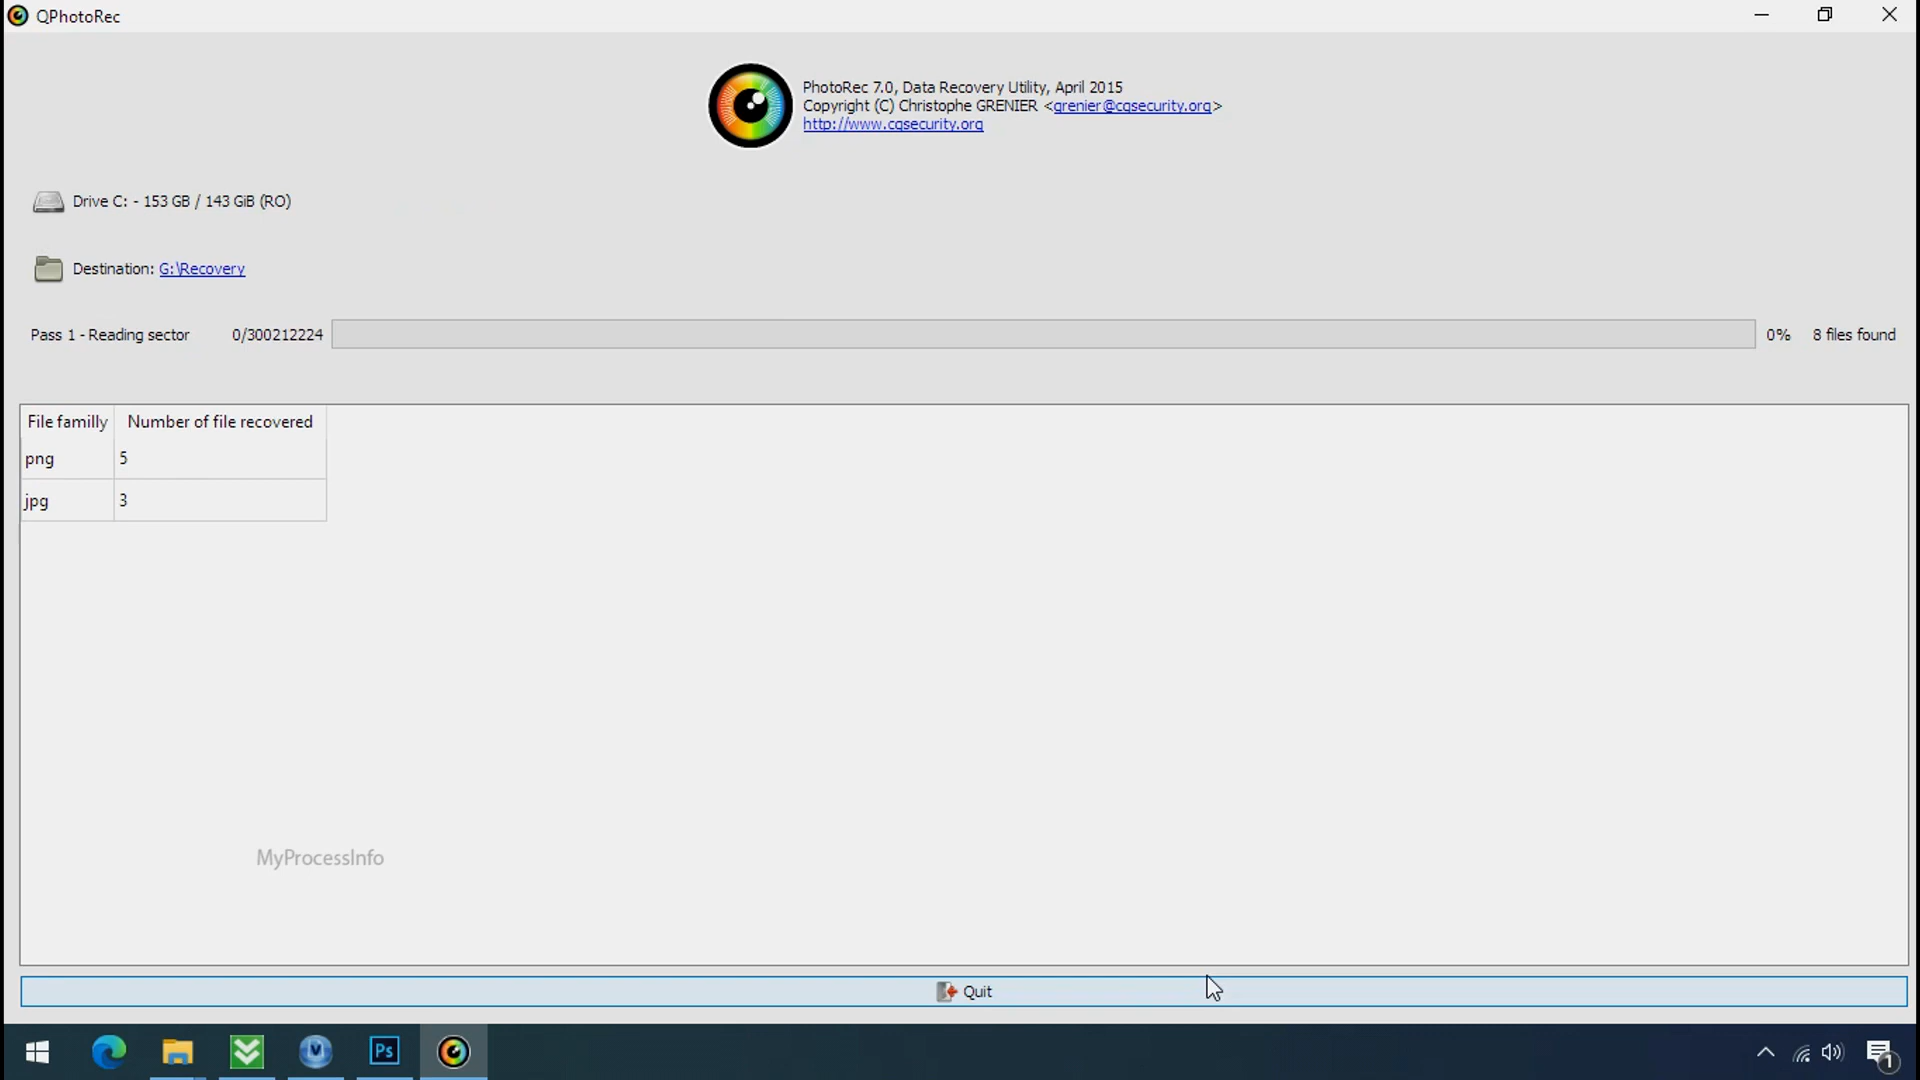 QPhotoRec
PhotoRec 7.0, Data Recovery Utility, April 2015
Copyright (C) Christophe GRENIER <grenier@cgsecurity.org>
http://www.cgsecurity.org
Drive C: - 153 GB / 143 GiB (RO)
Destination: G:\Recovery
Pass 1 - Reading sector 0/300212224 0% 8 files found
File familly Number of file recovered
png 5
jpg 3
MyProcessInfo
Quit
Ps
1